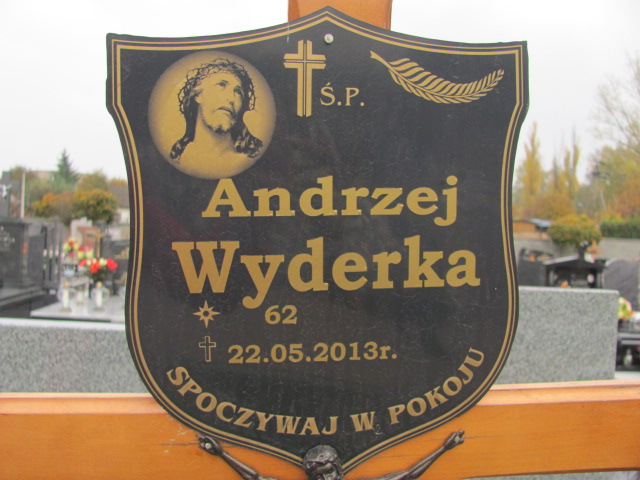 Ś.P.
Andrzej
Wyderka
62
22.05.2013r.
SPOCZYWAJ W POKOJU